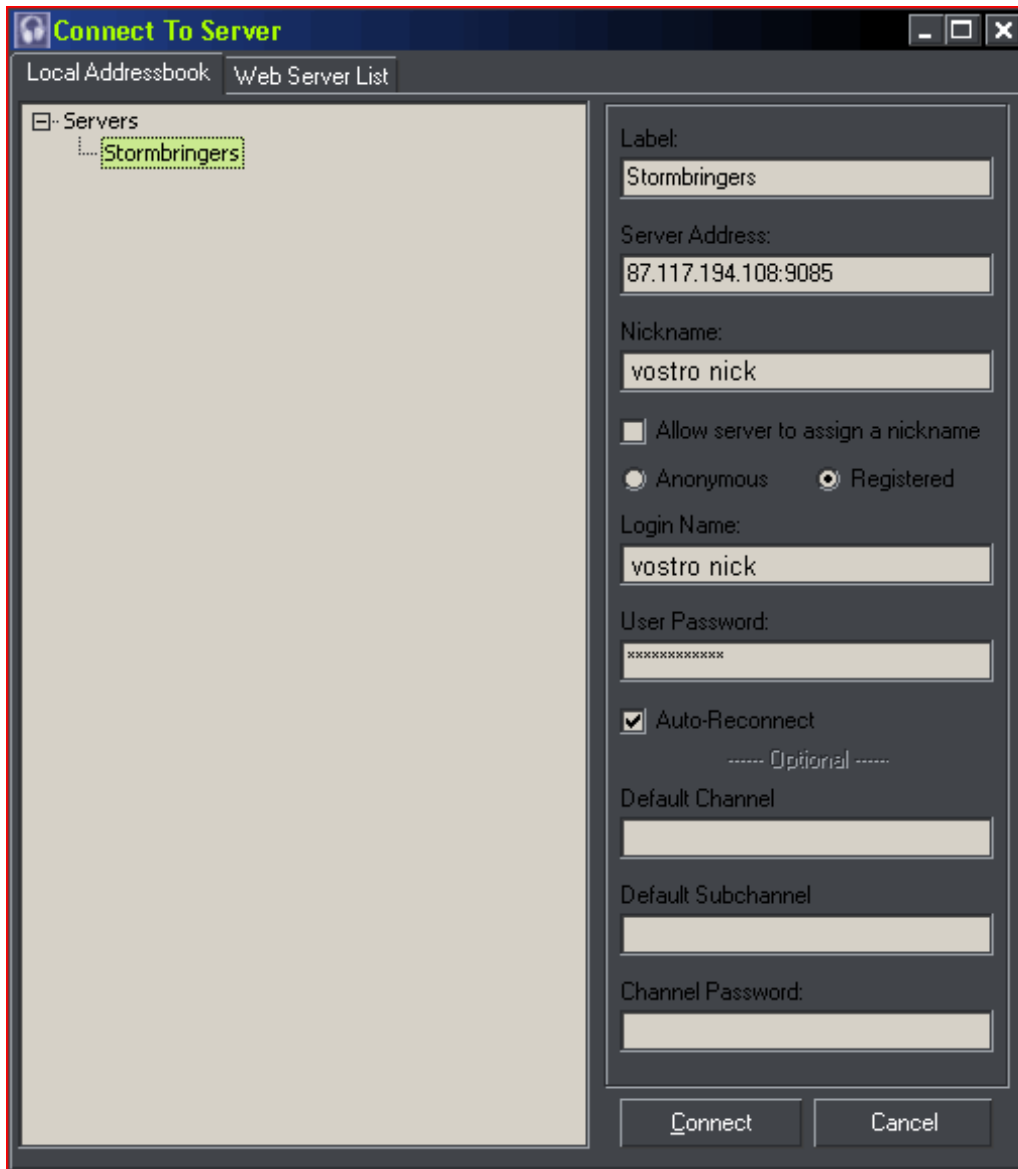 Connect To Server
Local Addressbook Web Server List
Servers
Stormbringers
Label:
Stormbringers
Server Address:
87.117.194.108:9085
Nickname:
vostro nick
Allow server to assign a nickname
Anonymous Registered
Login Name:
vostro nick
User Password:
************
Auto-Reconnect
------ Optional ------
Default Channel
Default Subchannel
Channel Password:
Connect Cancel